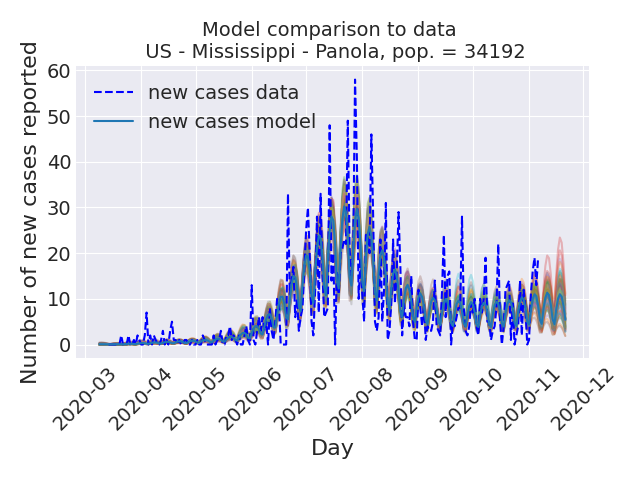 Model comparison to data
US - Mississippi - Panola, pop. = 34192
Number of new cases reported
60
50
40
30
20
10
0
new cases data
new cases model
2020-03
2020-04
2020-05
2020-06
2020-07
2020-08
2020-09
2020-10
2020-11
2020-12
Day